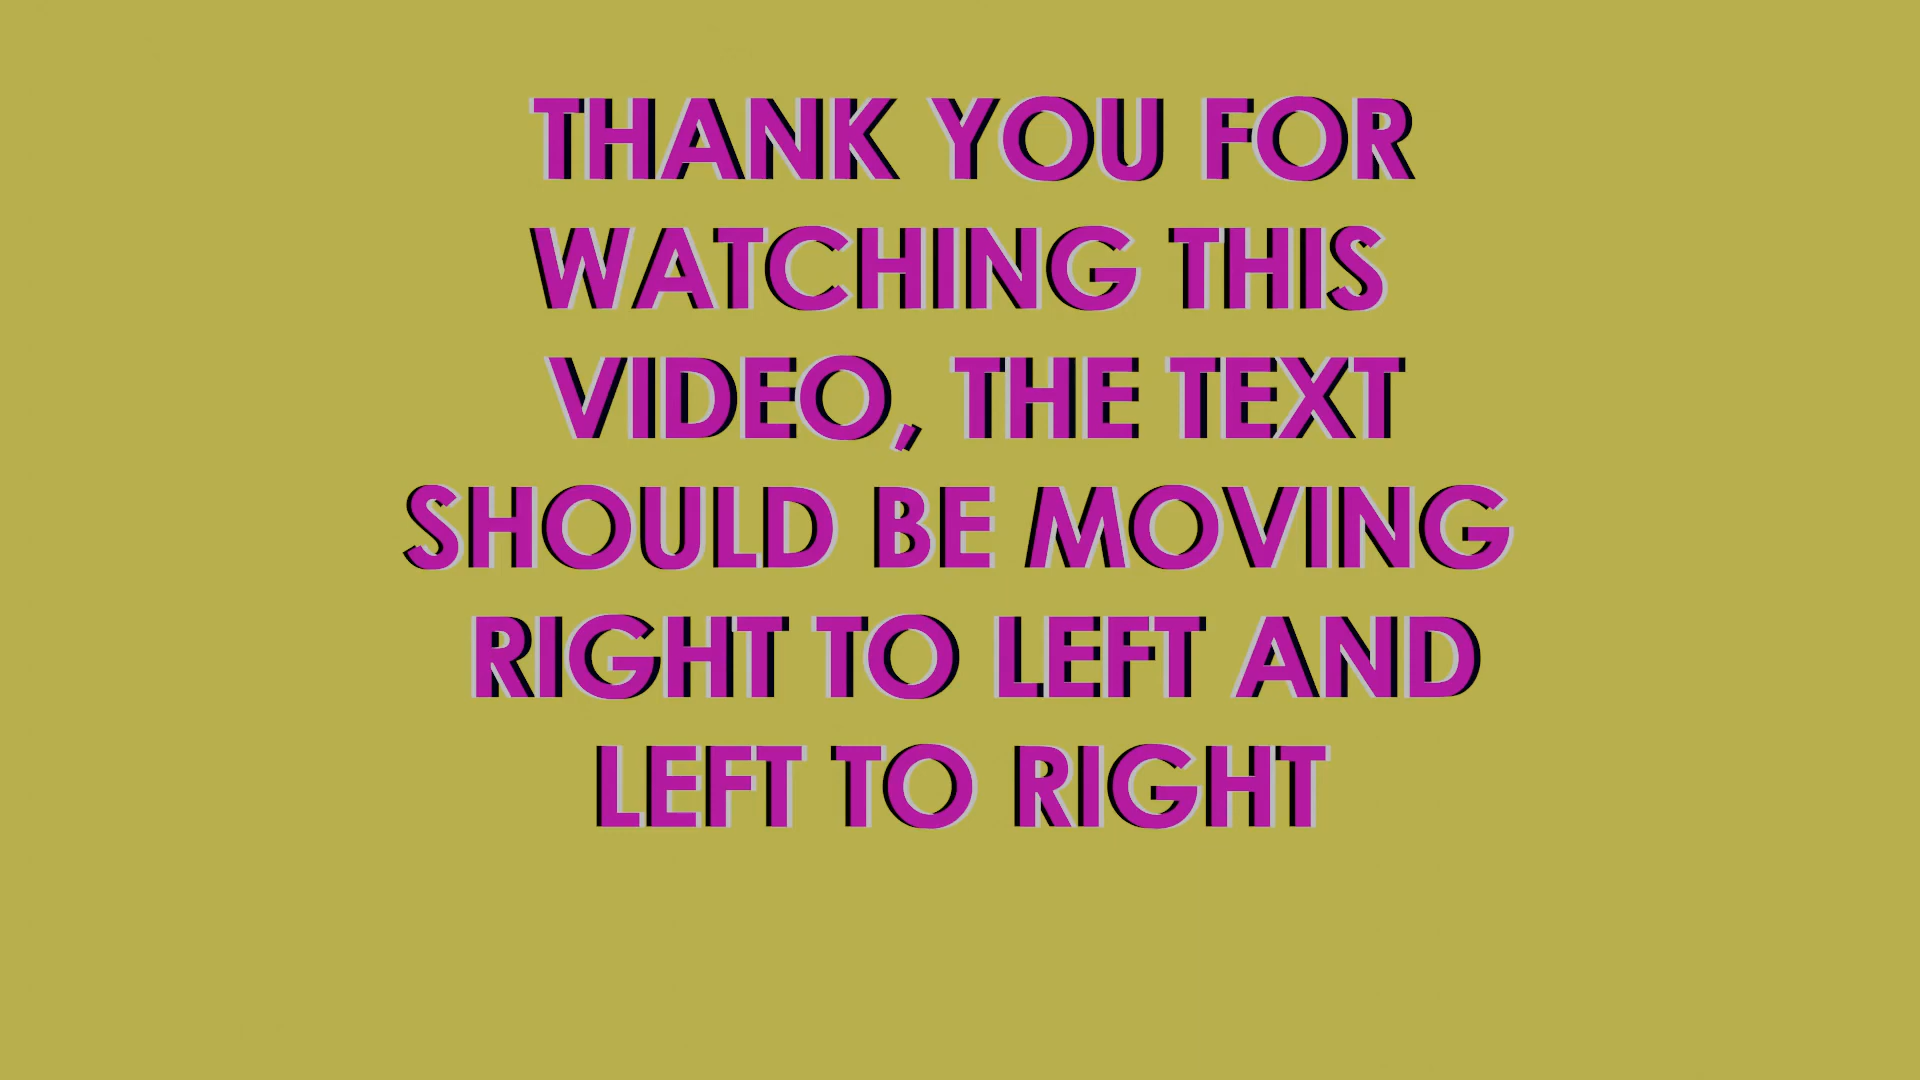 THANK YOU FOR
WATCHING THIS
VIDEO, THE TEXT
SHOULD BE MOVING
RIGHT TO LEFT AND
LEFT TO RIGHT